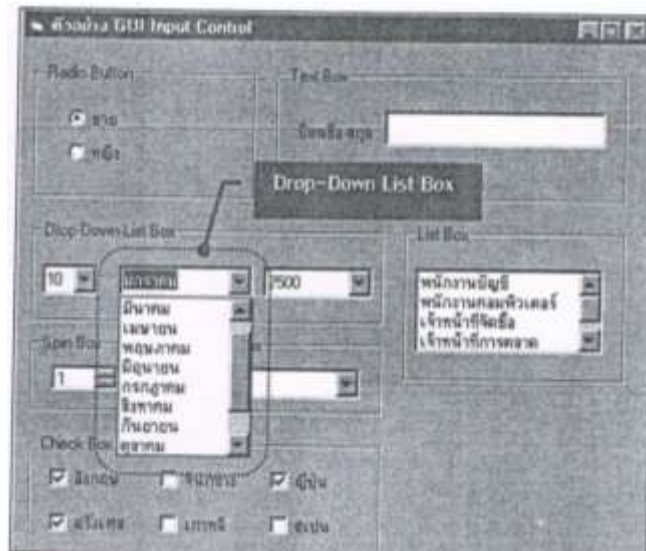 ตัวอย่าง GUI Input Control
Radio Button
ชาย
หญิง
Text Box
ป้อนชื่อ-สกุล
Drop-Down List Box
Drop-Down List Box
10
มกราคม
2500
มีนาคม
เมษายน
พฤษภาคม
มิถุนายน
กรกฎาคม
สิงหาคม
กันยายน
ตุลาคม
List Box
พนักงานบัญชี
พนักงานคอมพิวเตอร์
เจ้าหน้าที่จัดซื้อ
เจ้าหน้าที่การตลาด
Spin Box
1
Check Box
อังกฤษ
ญี่ปุ่น
ฝรั่งเศส
เกาหลี
สเปน